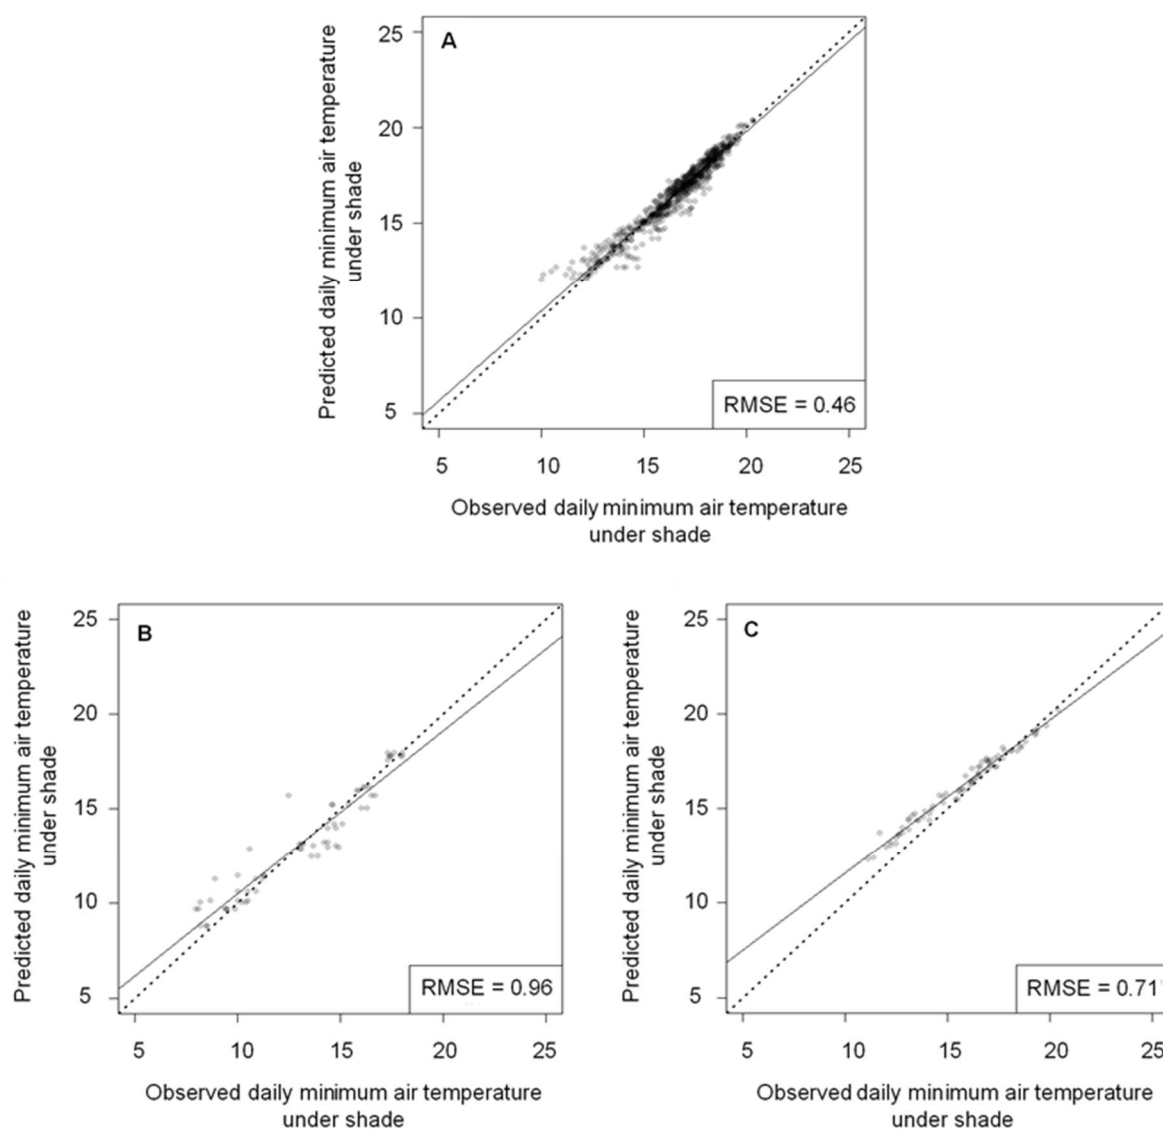 A
Predicted daily minimum air temperature
under shade
25
20
15
10
5
RMSE = 0.46
5 10 15 20 25
Observed daily minimum air temperature
under shade
B
Predicted daily minimum air temperature
under shade
25
20
15
10
5
RMSE = 0.96
5 10 15 20 25
Observed daily minimum air temperature
under shade
C
Predicted daily minimum air temperature
under shade
25
20
15
10
5
RMSE = 0.71
5 10 15 20 25
Observed daily minimum air temperature
under shade